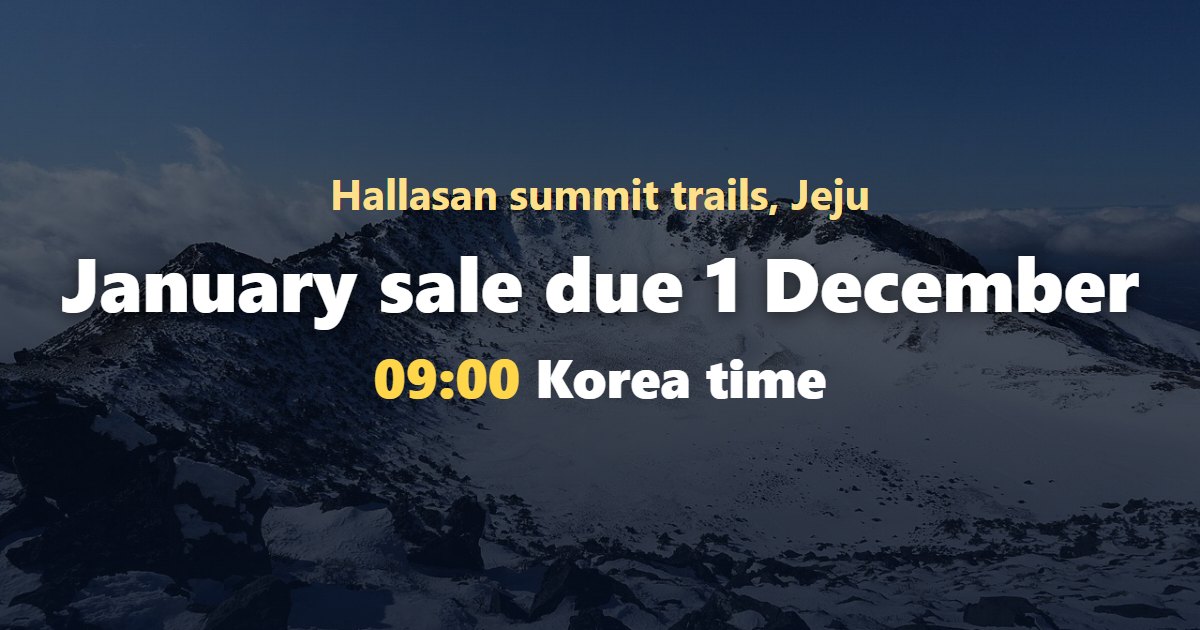 Hallasan summit trails, Jeju
January sale due 1 December
09:00 Korea time